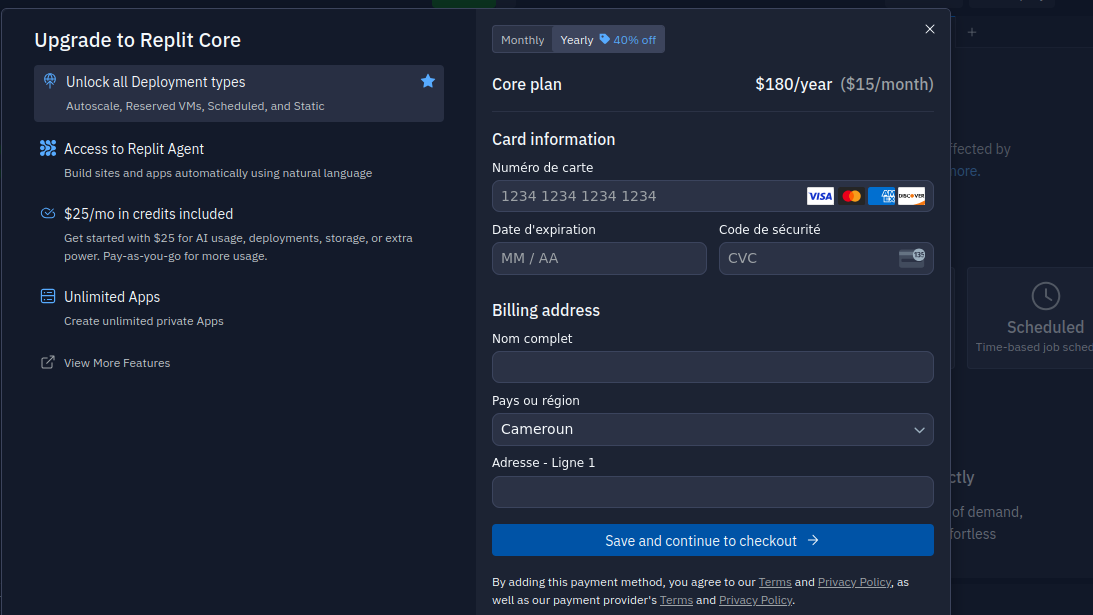 Upgrade to Replit Core
Unlock all Deployment types
Autoscale, Reserved VMs, Scheduled, and Static
Access to Replit Agent
Build sites and apps automatically using natural language
$25/mo in credits included
Get started with $25 for AI usage, deployments, storage, or extra
power. Pay-as-you-go for more usage.
Unlimited Apps
Create unlimited private Apps
View More Features
Monthly Yearly 40% off
Core plan $180/year ($15/month)
Card information
Numéro de carte
1234 1234 1234 1234 VISA AM EX DISCOVER
Date d'expiration Code de sécurité
MM / AA CVC 135
Billing address
Nom complet
Pays ou région
Cameroun
Adresse - Ligne 1
Save and continue to checkout
By adding this payment method, you agree to our Terms and Privacy Policy, as
well as our payment provider's Terms and Privacy Policy.
ffected by
more.
Scheduled
Time-based job sched
ctly
of demand,
fortless